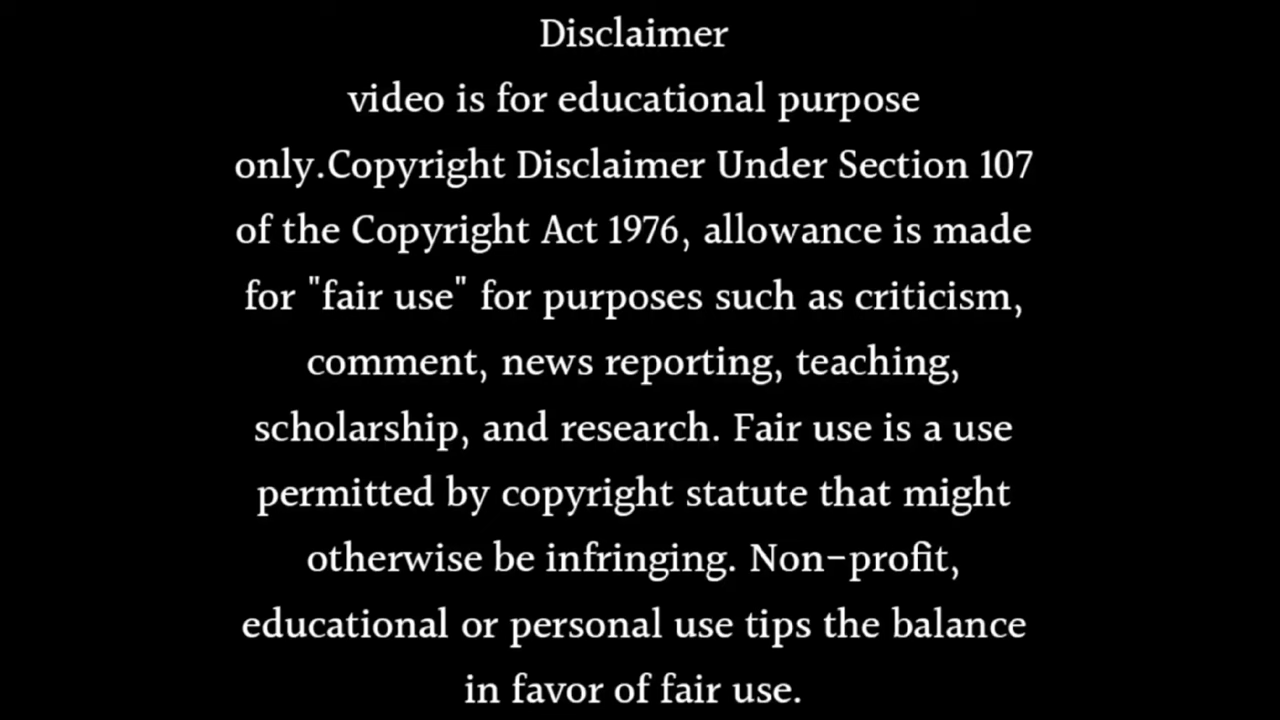 Disclaimer
video is for educational purpose
only.Copyright Disclaimer Under Section 107
of the Copyright Act 1976, allowance is made
for "fair use" for purposes such as criticism,
comment, news reporting, teaching,
scholarship, and research. Fair use is a use
permitted by copyright statute that might
otherwise be infringing. Non-profit,
educational or personal use tips the balance
in favor of fair use.